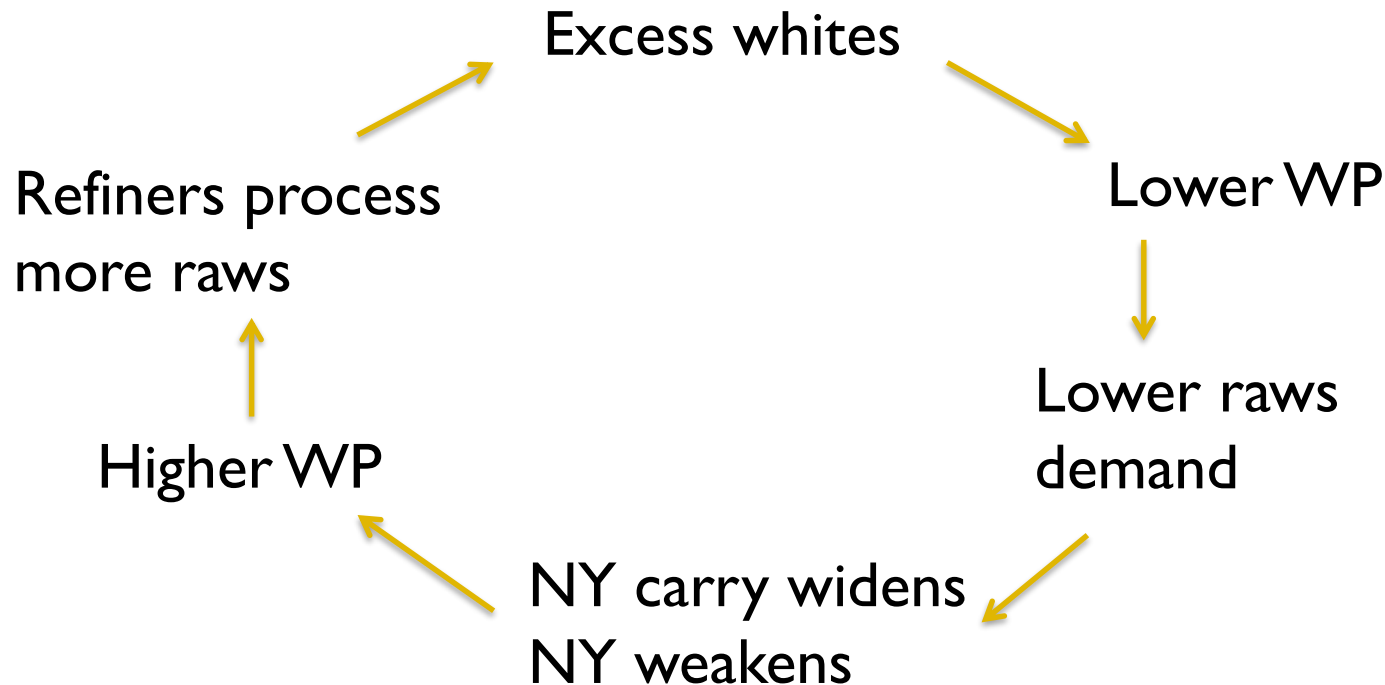 Excess whites
Lower WP
Lower raws
demand
NY carry widens
NY weakens
Higher WP
Refiners process
more raws